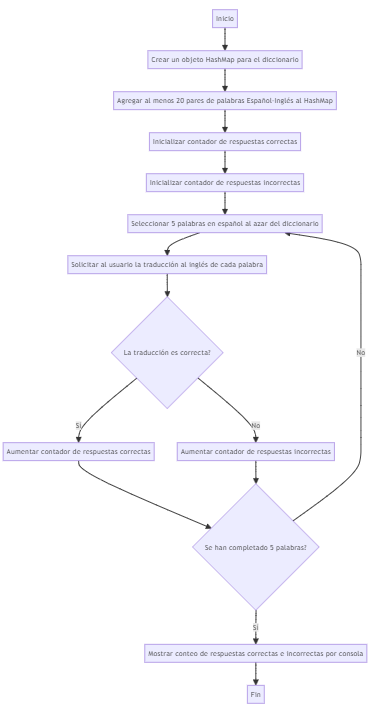 Inicio
Crear un objeto HashMap para el diccionario
Agregar al menos 20 pares de palabras Español-Inglés al HashMap
Inicializar contador de respuestas correctas
Inicializar contador de respuestas incorrectas
Seleccionar 5 palabras en español al azar del diccionario
Solicitar al usuario la traducción al inglés de cada palabra
La traducción es correcta?
No
Sí
No
Aumentar contador de respuestas correctas
Aumentar contador de respuestas incorrectas
Se han completado 5 palabras?
Sí
Mostrar conteo de respuestas correctas e incorrectas por consola
Fin